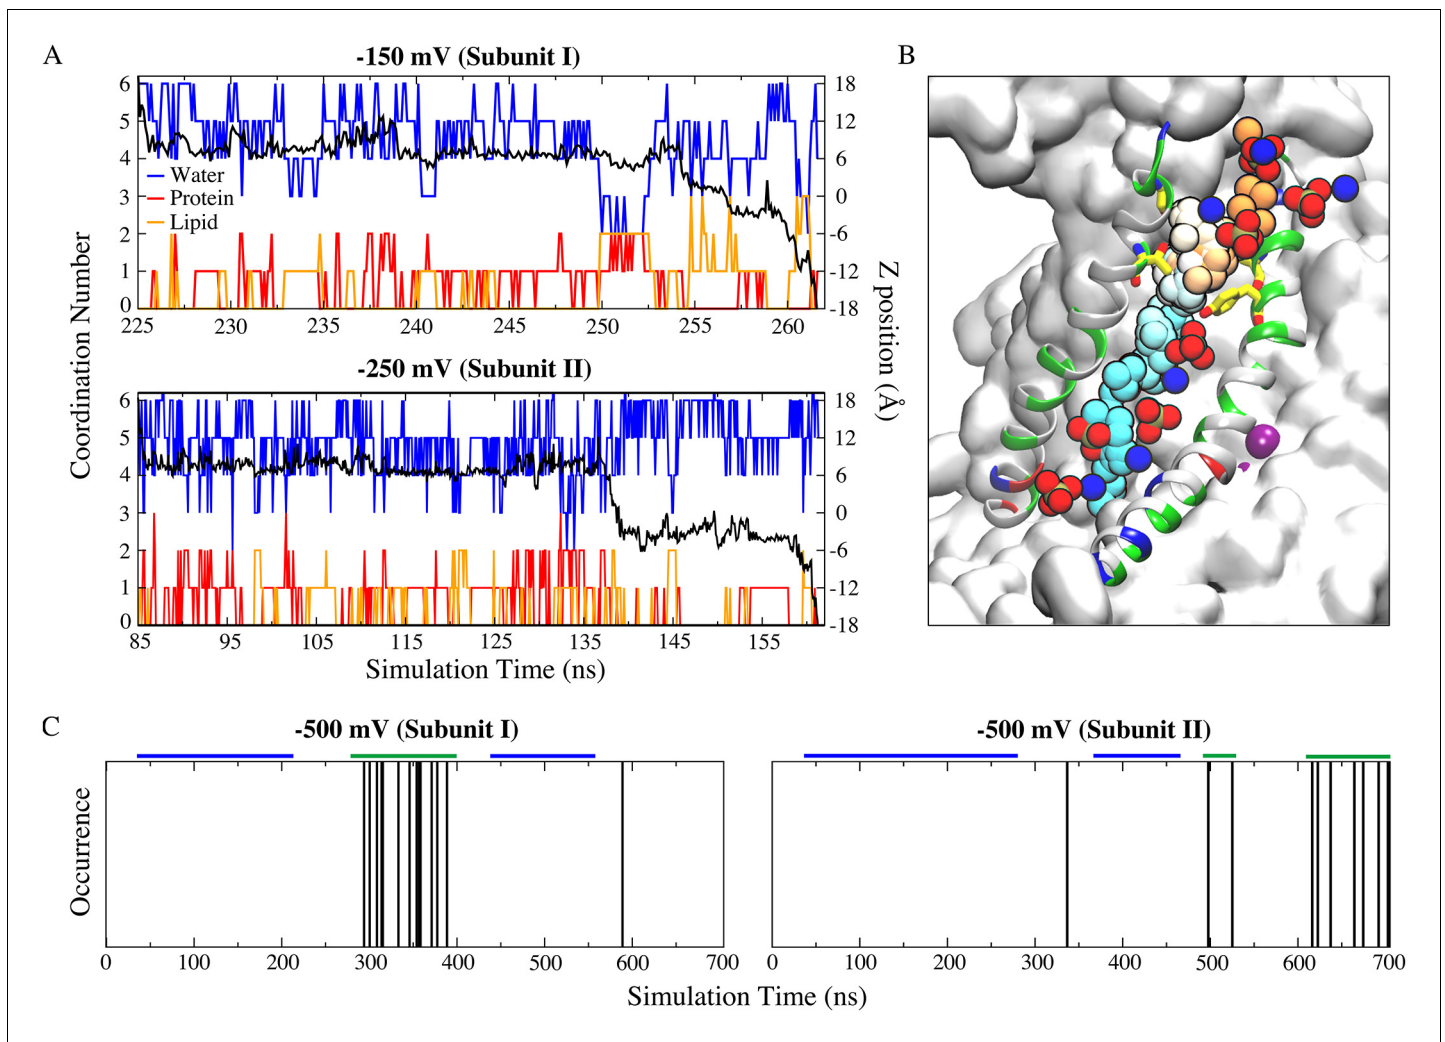 A
B
-150 mV (Subunit I)
6
5
4
3
2
1
0
Water
Protein
Lipid
18
12
6
0
-6
-12
-18
225 230 235 240 245 250 255 260
Coordination Number
Z position (Å)
-250 mV (Subunit II)
6
5
4
3
2
1
0
18
12
6
0
-6
-12
-18
85 95 105 115 125 135 145 155
Simulation Time (ns)
C
-500 mV (Subunit I)
-500 mV (Subunit II)
Occurrence
0 100 200 300 400 500 600 700
0 100 200 300 400 500 600 700
Simulation Time (ns)